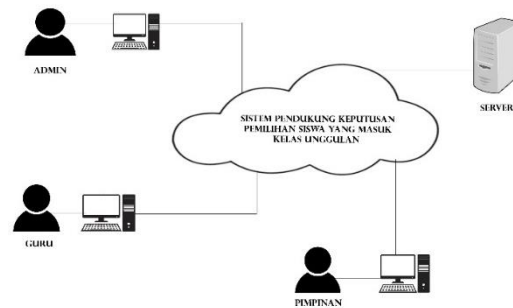 ADMIN
SERVER
SISTEM PENDUKUNG KEPUTUSAN
PEMILIHAN SISWA YANG MASUK
KELAS UNGGULAN
GURU
PIMPINAN